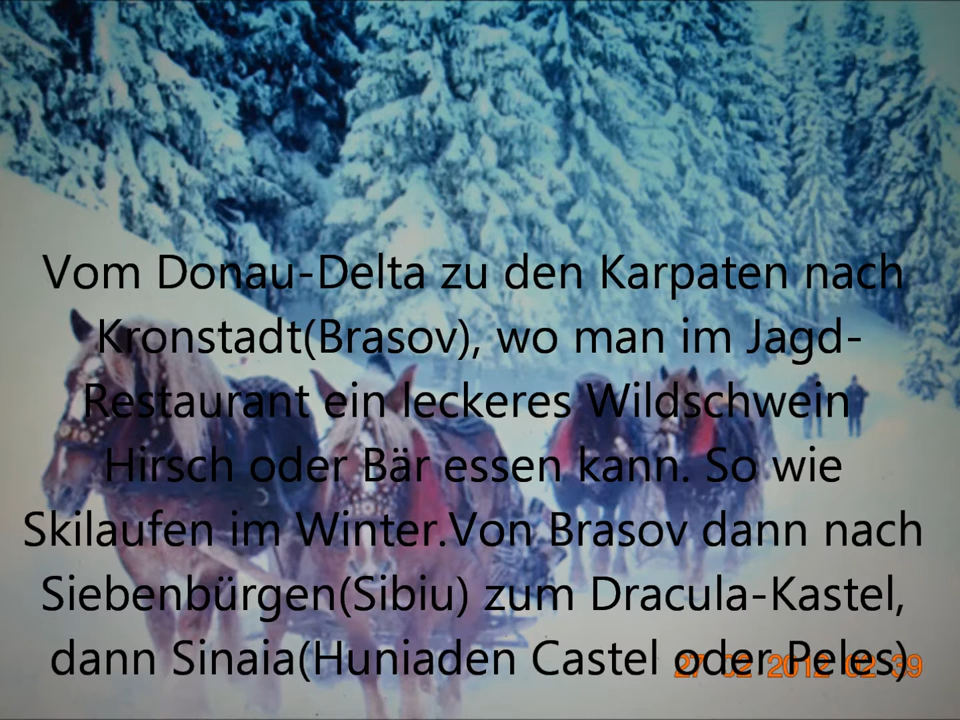 Vom Donau-Delta zu den Karpaten nach
Kronstadt(Brasov), wo man im Jagd-
Restaurant ein leckeres Wildschwein
Hirsch oder Bär essen kann. So wie
Skilaufen im Winter.Von Brasov dann nach
Siebenbürgen(Sibiu) zum Dracula-Kastel,
dann Sinaia(Huniaden Castel oder Peles)
27 02 2012 02 39